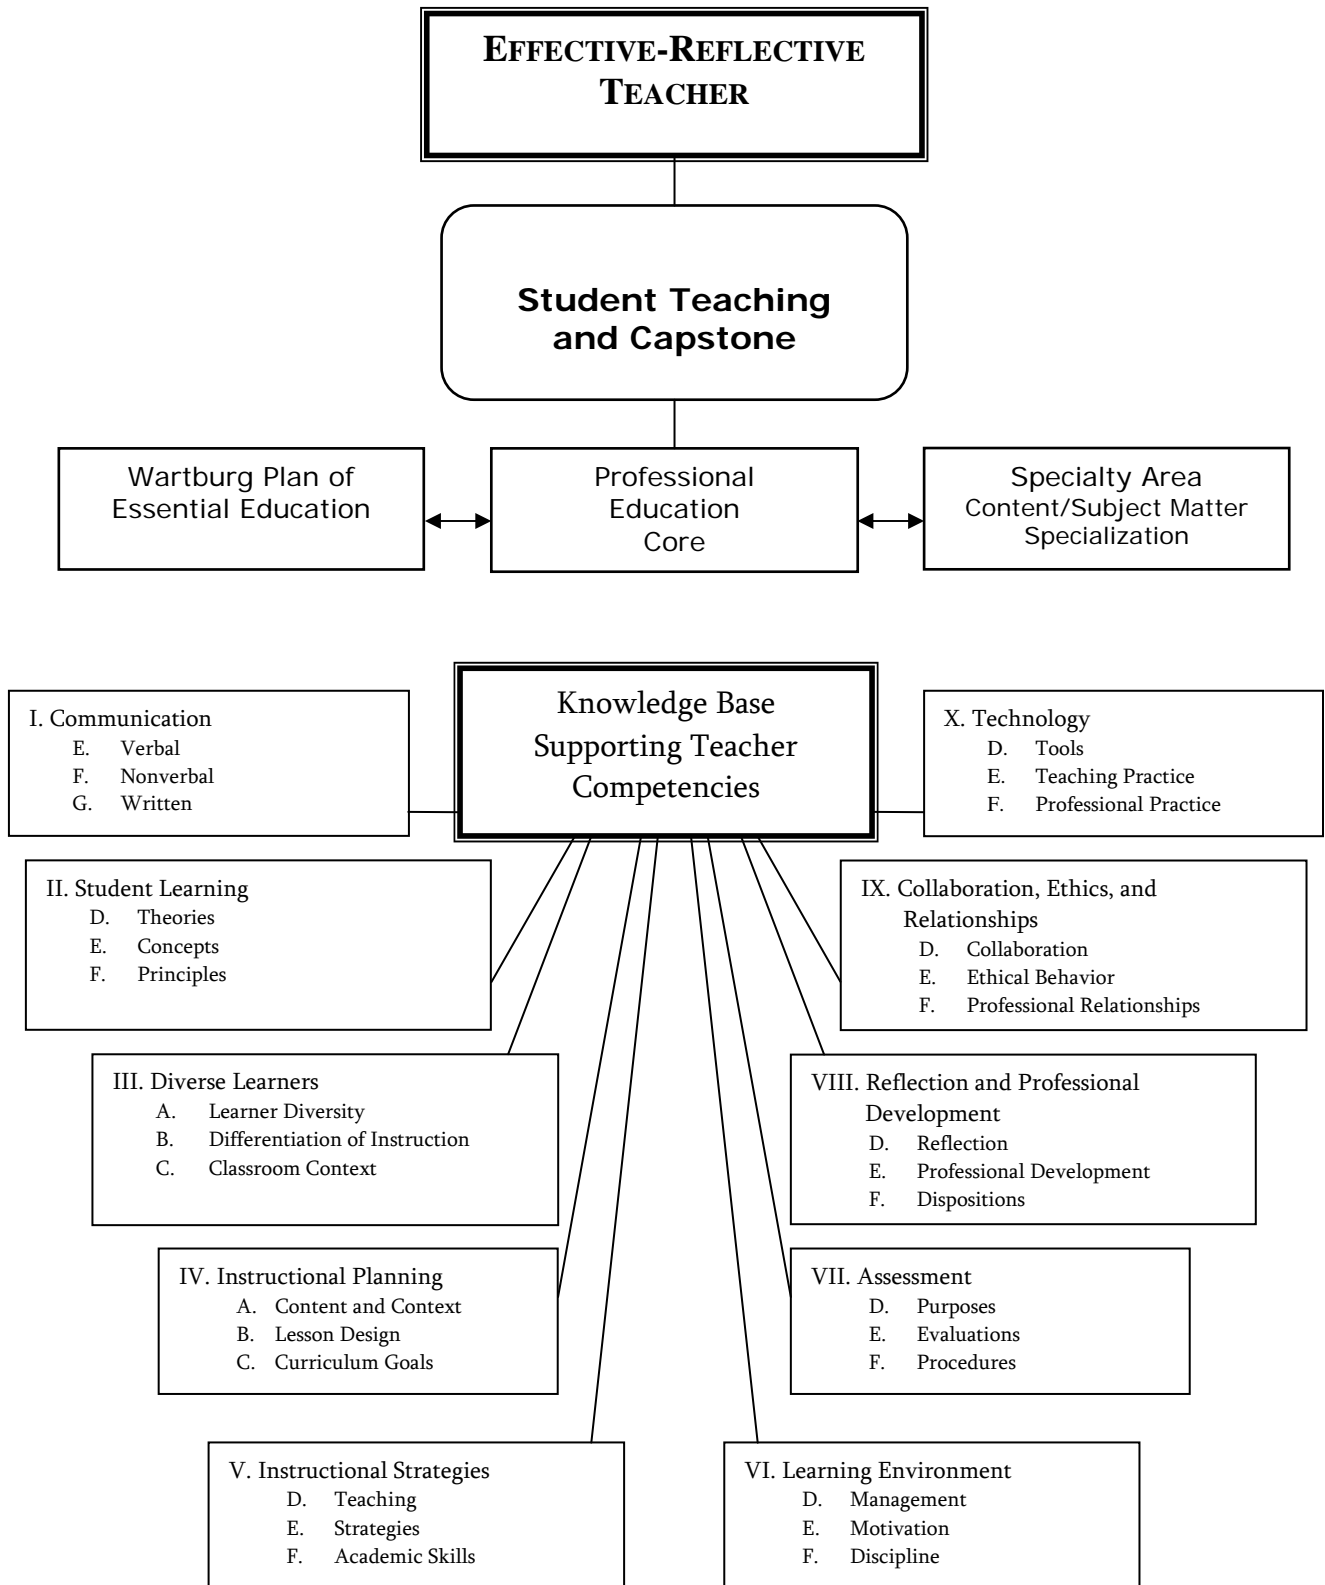 EFFECTIVE-REFLECTIVE
TEACHER
Student Teaching
and Capstone
Wartburg Plan of
Essential Education
Professional
Education
Core
Specialty Area
Content/Subject Matter
Specialization
Knowledge Base
Supporting Teacher
Competencies
I. Communication
E. Verbal
F. Nonverbal
G. Written
X. Technology
D. Tools
E. Teaching Practice
F. Professional Practice
II. Student Learning
D. Theories
E. Concepts
F. Principles
IX. Collaboration, Ethics, and
Relationships
D. Collaboration
E. Ethical Behavior
F. Professional Relationships
III. Diverse Learners
A. Learner Diversity
B. Differentiation of Instruction
C. Classroom Context
VIII. Reflection and Professional
Development
D. Reflection
E. Professional Development
F. Dispositions
IV. Instructional Planning
A. Content and Context
B. Lesson Design
C. Curriculum Goals
VII. Assessment
D. Purposes
E. Evaluations
F. Procedures
V. Instructional Strategies
D. Teaching
E. Strategies
F. Academic Skills
VI. Learning Environment
D. Management
E. Motivation
F. Discipline